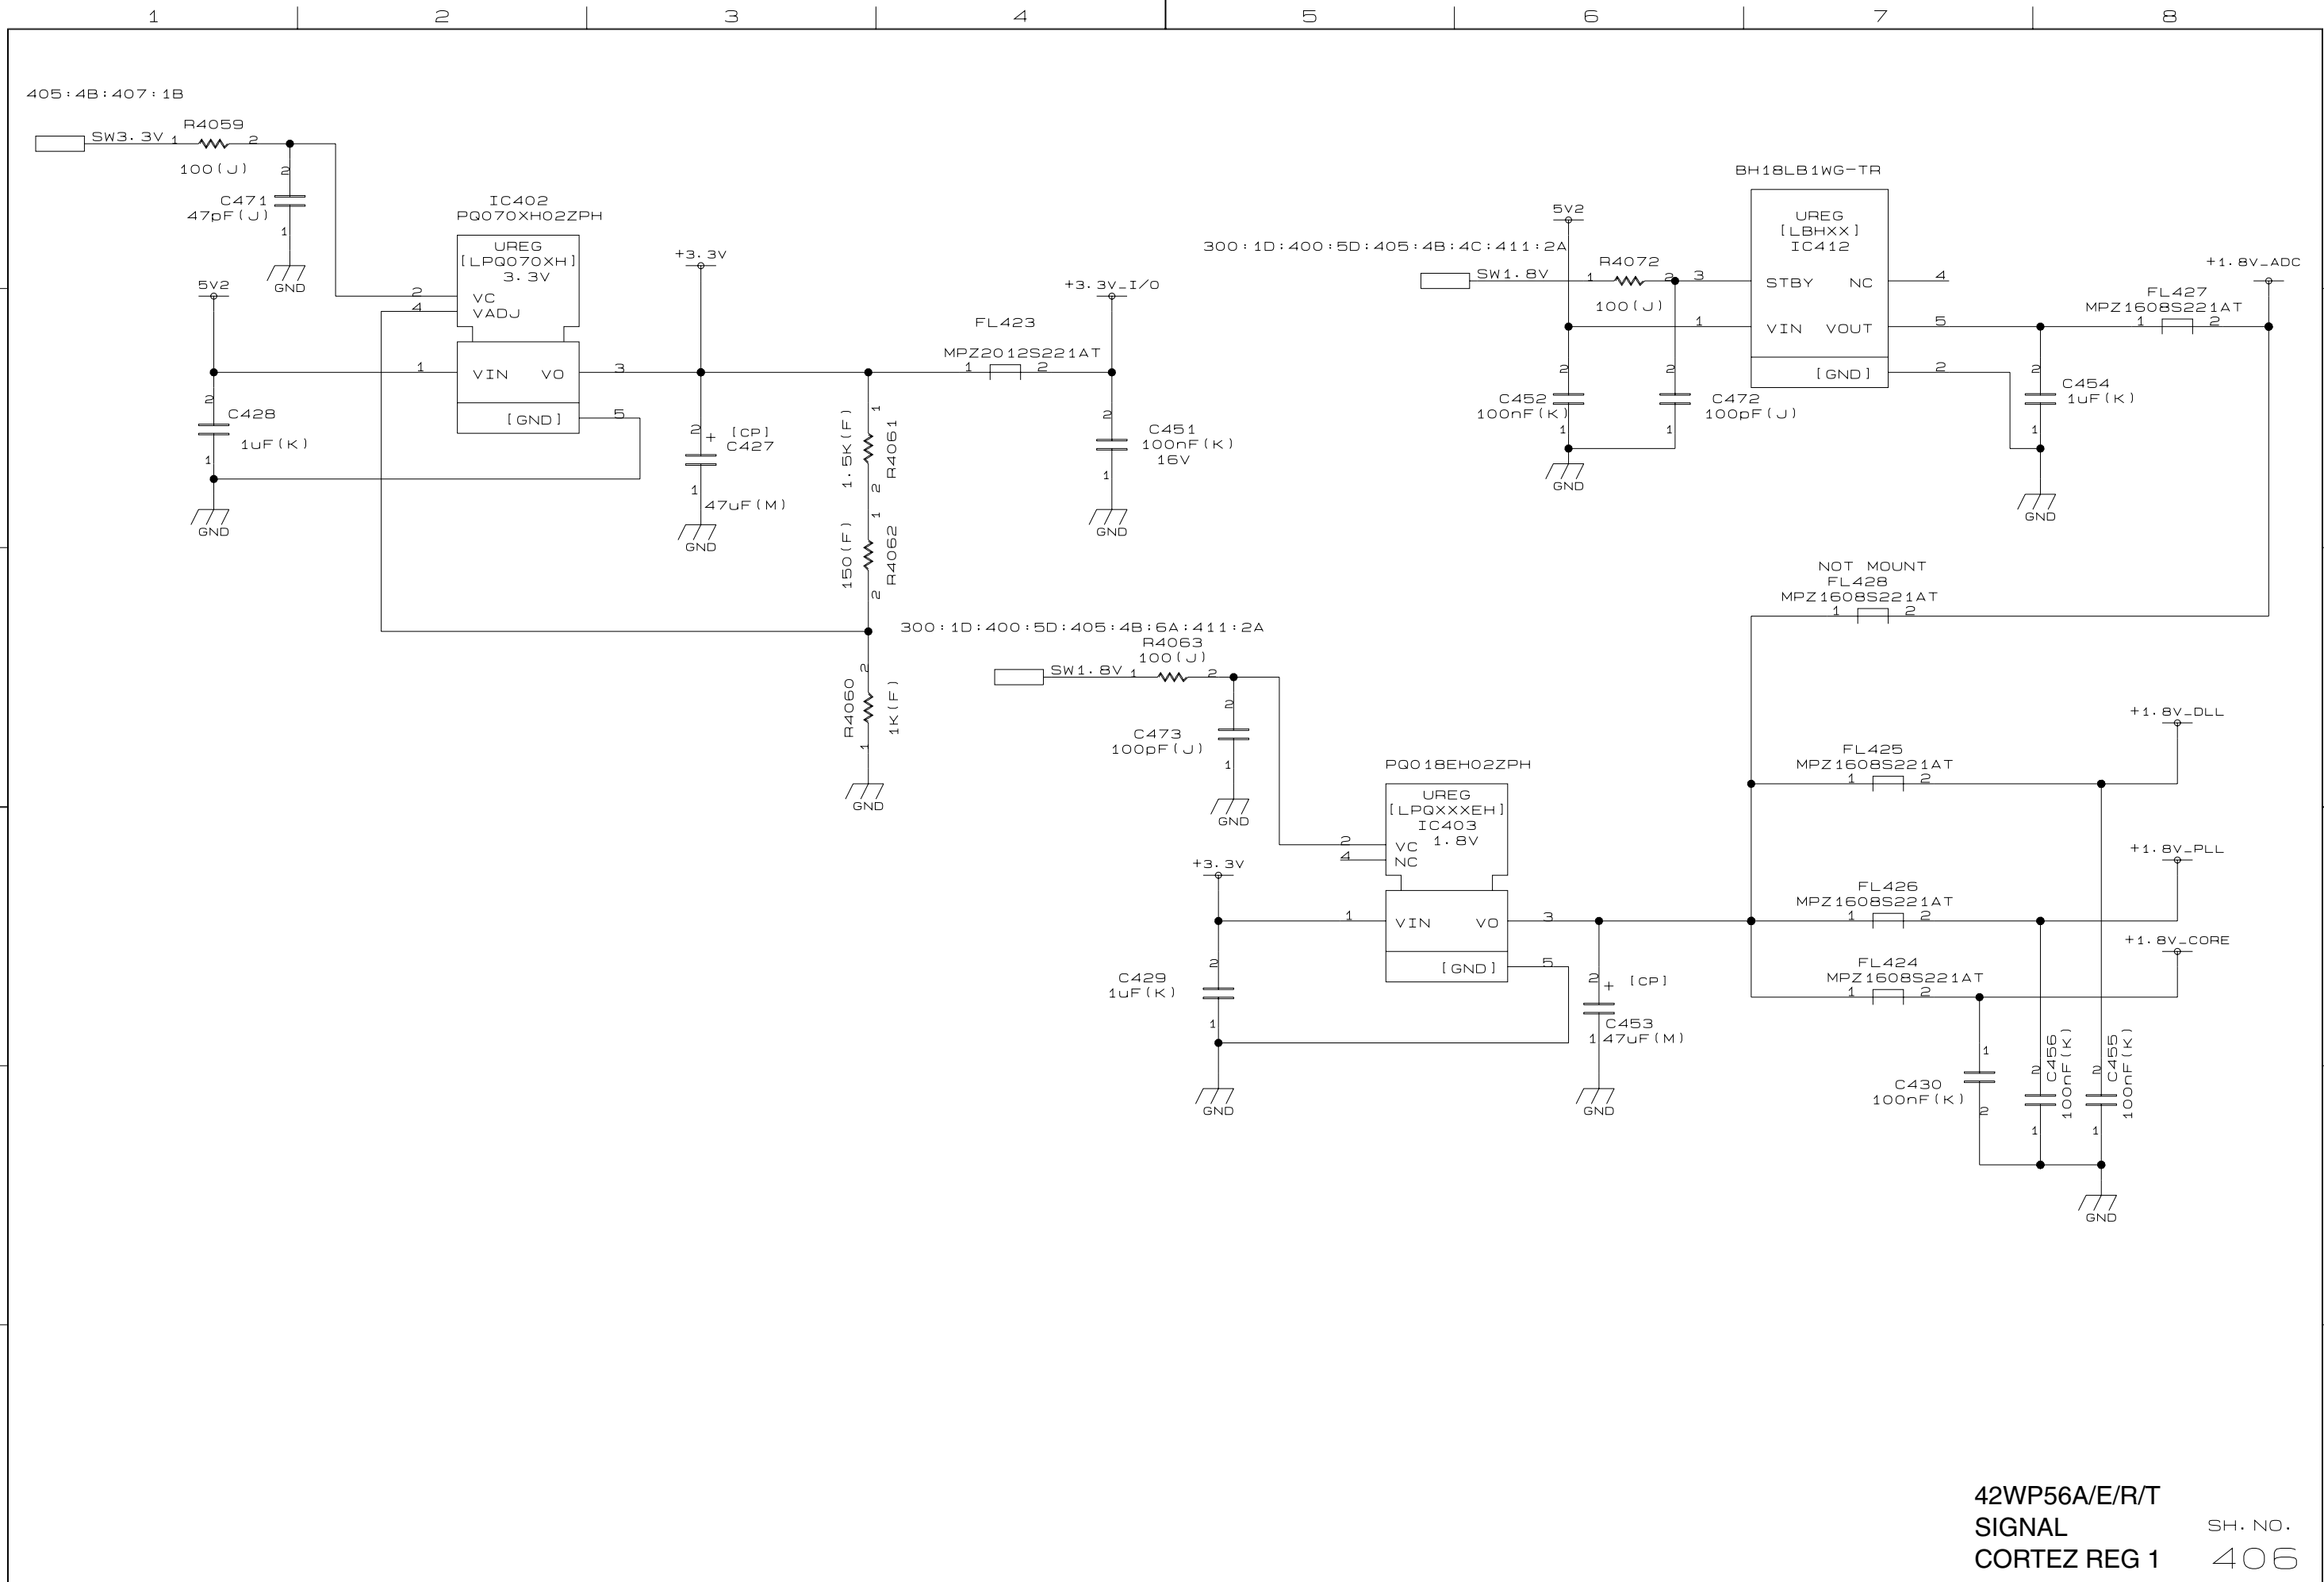 1 2 3 4 5 6 7 8
405:4B:407:1B
SW3.3V 1 R4059 2
100(J)
2
C471
47pF(J)
1
GND
IC402
PQ070XH02ZPH
UREG
[LPQ070XH]
3.3V
2 VC
4 VADJ
1 VIN VO 3
[GND] 5
5V2
2
C428
1uF(K)
1
GND
+3.3V
2 + [CP]
C427
1
47uF(M)
GND
1
1.5K(F) R4061
2
1
150(F) R4062
2
2
R4060 1K(F)
1
GND
FL423
MPZ2012S221AT
1 2
+3.3V_I/O
2
C451
100nF(K)
16V
1
GND
300:1D:400:5D:405:4B:4C:411:2A
SW1.8V
5V2
1 R4072 2
100(J)
BH18LB1WG-TR
UREG
[LBHXX]
IC412
3 STBY NC 4
1 VIN VOUT 5
[GND] 2
2
C452
100nF(K)
1
GND
2
C472
100pF(J)
1
2
C454
1uF(K)
1
GND
FL427
MPZ1608S221AT
1 2
+1.8V_ADC
NOT MOUNT
FL428
MPZ1608S221AT
1 2
300:1D:400:5D:405:4B:6A:411:2A
R4063
100(J)
SW1.8V 1 2
2
C473
100pF(J)
1
GND
PQ018EH02ZPH
UREG
[LPQXXXEH]
IC403
1.8V
2 VC
4 NC
1 VIN VO 3
[GND] 5
+3.3V
2
C429
1uF(K)
1
GND
2 + [CP]
C453
1 47uF(M)
GND
+1.8V_DLL
FL425
MPZ1608S221AT
1 2
+1.8V_PLL
FL426
MPZ1608S221AT
1 2
+1.8V_CORE
FL424
MPZ1608S221AT
1 2
1
C430
100nF(K)
2
2
C456
100nF(K)
1
2
C455
100nF(K)
1
GND
42WP56A/E/R/T
SIGNAL
CORTEZ REG 1
SH.NO.
406